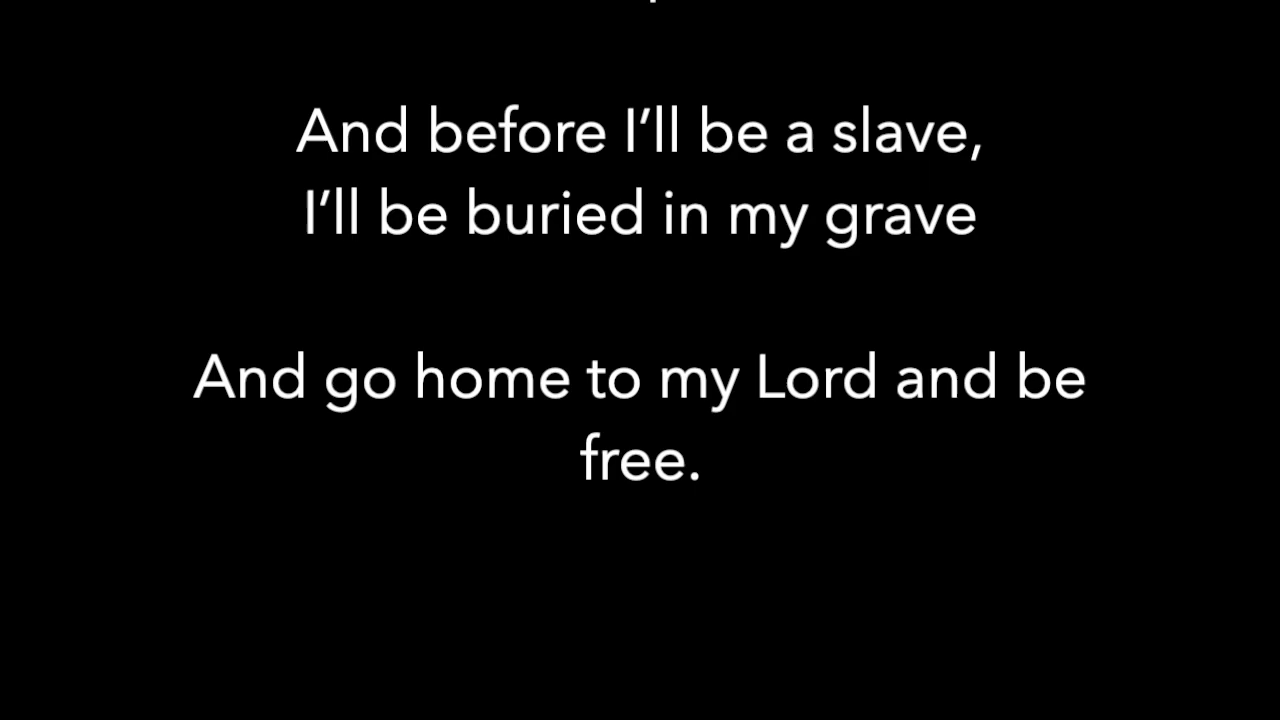 And before I’ll be a slave,
I’ll be buried in my grave
And go home to my Lord and be
free.